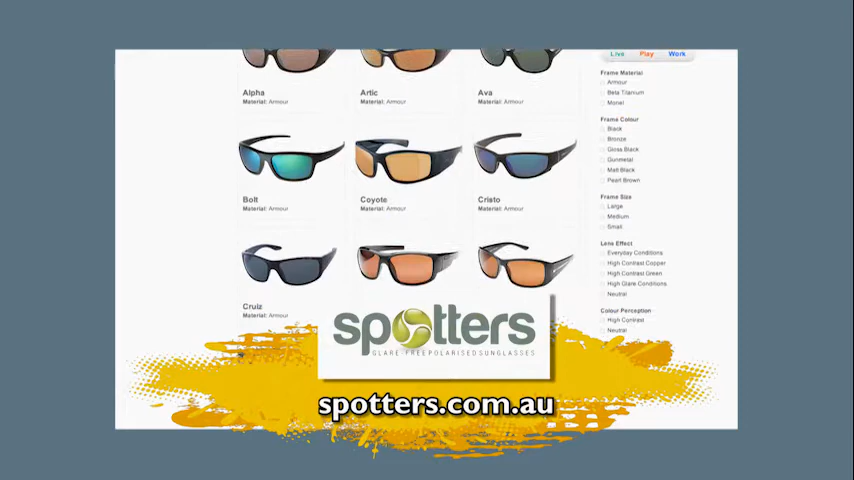 Live Play Work
Alpha
Material: Armour
Artic
Material: Armour
Ava
Material: Armour
Bolt
Material: Armour
Coyote
Material: Armour
Cristo
Material: Armour
Cruiz
Material: Armour
Frame Material
Armour
Beta Titanium
Monel
Frame Colour
Black
Bronze
Gloss Black
Gunmetal
Matt Black
Pearl Brown
Frame Size
Large
Medium
Small
Lens Effect
Everyday Conditions
High Contrast Copper
High Contrast Green
High Glare Conditions
Neutral
Colour Perception
High Contrast
Neutral
spotters
GLARE-FREEPOLARISEDSUNGLASSES
spotters.com.au